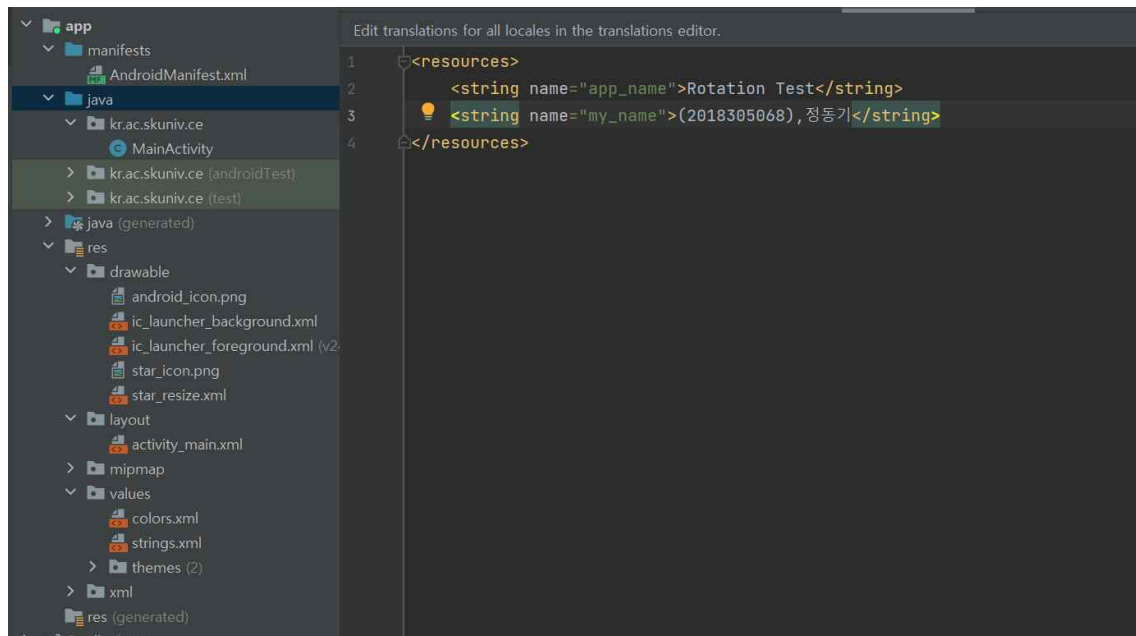 app
manifests
AndroidManifest.xml
java
kr.ac.skuniv.ce
MainActivity
kr.ac.skuniv.ce (androidTest)
kr.ac.skuniv.ce (test)
java (generated)
res
drawable
android_icon.png
ic_launcher_background.xml
ic_launcher_foreground.xml (v2
star_icon.png
star_resize.xml
layout
activity_main.xml
mipmap
values
colors.xml
strings.xml
themes (2)
xml
res (generated)
Edit translations for all locales in the translations editor.
1 <resources>
2 <string name="app_name">Rotation Test</string>
3 <string name="my_name">(2018305068),정동기</string>
4 </resources>